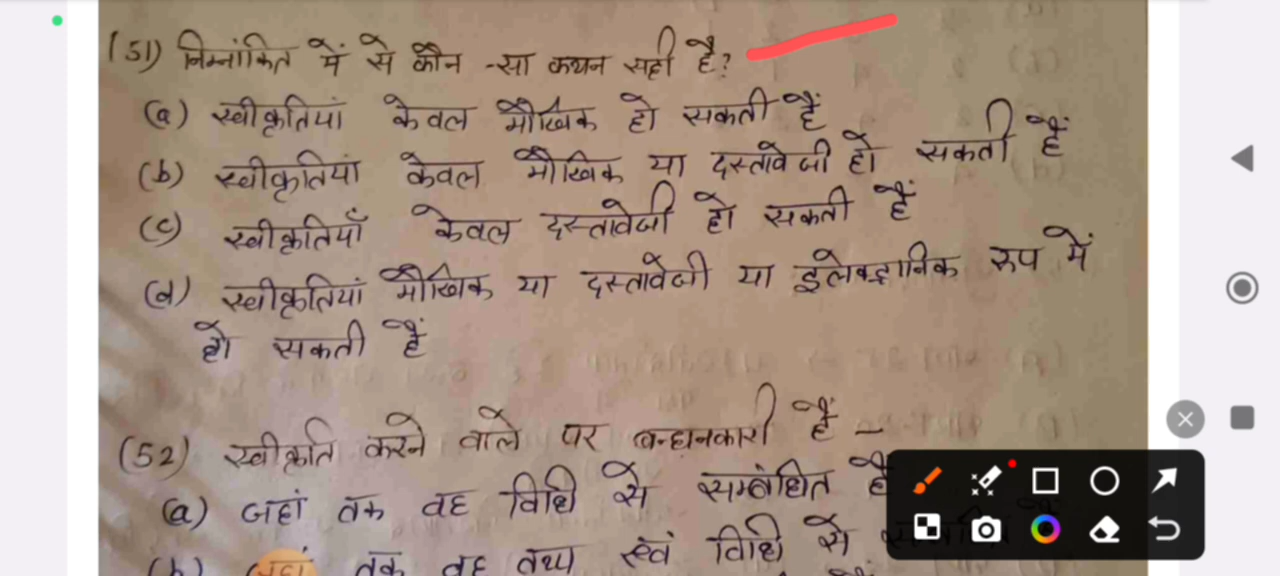 (51) निम्नांकित में से कौन -सा कथन सही है?
(a) स्वीकृतियां केवल मौखिक हो सकती हैं
(b) स्वीकृतियां केवल मौखिक या दस्तावेजी हो सकती हैं
(c) स्वीकृतियाँ केवल दस्तावेजी हो सकती हैं
(d) स्वीकृतियां मौखिक या दस्तावेजी या इलेक्ट्रानिक रूप में
हो सकती हैं
(52) स्वीकृति करने वाले पर बन्धनकारी हैं –
(a) जहां तक वह विधि से सम्बंधित है
(b) जहां तक वह तथ्य एवं विधि से